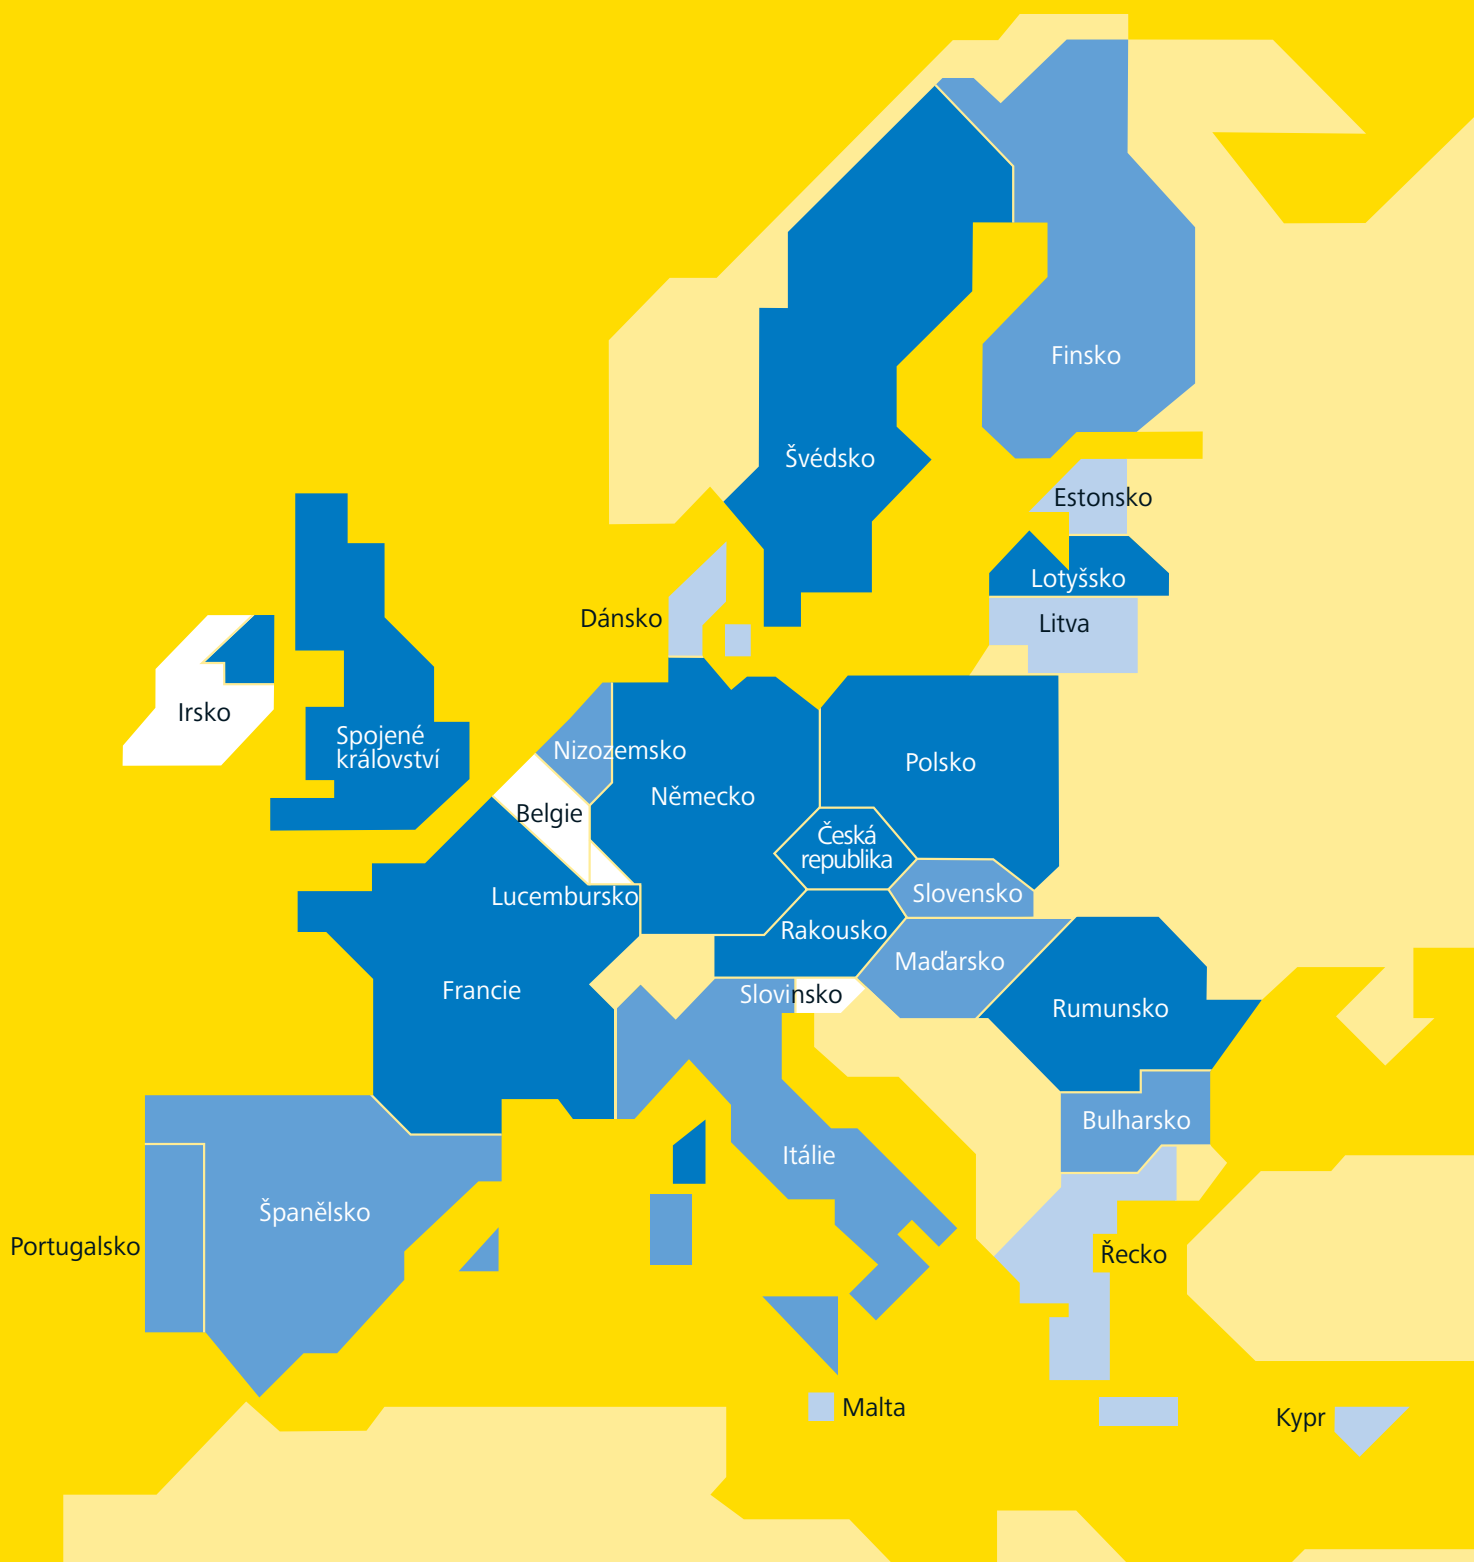 Finsko
Švédsko
Estonsko
Lotyšsko
Dánsko
Litva
Irsko
Spojené
království
Nizozemsko
Polsko
Německo
Belgie
Česká
republika
Lucembursko
Slovensko
Rakousko
Maďarsko
Francie
Slovinsko
Rumunsko
Bulharsko
Itálie
Španělsko
Portugalsko
Řecko
Malta
Kypr